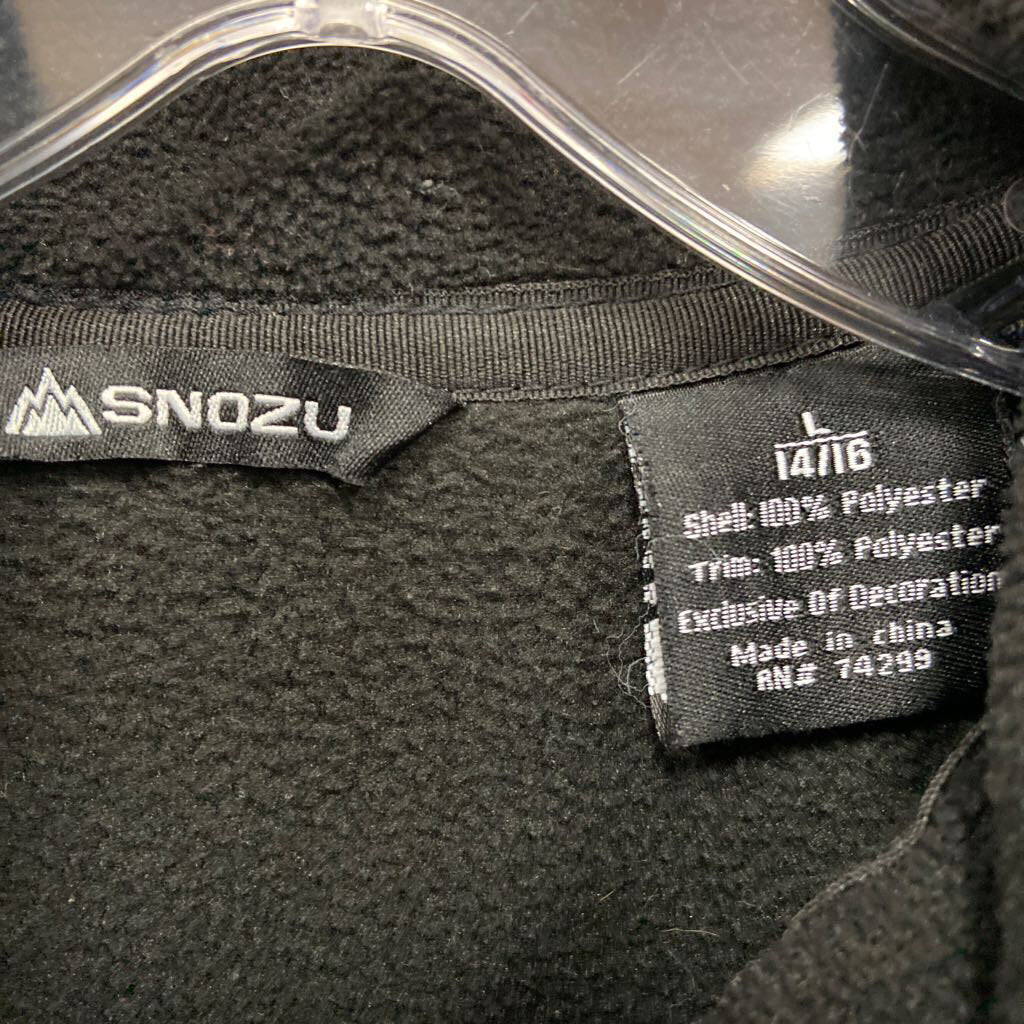 SNOZU
L
14/16
Shell: 100% Polyester
Trim: 100% Polyester
Exclusive Of Decoration
Made in china
RN# 74299